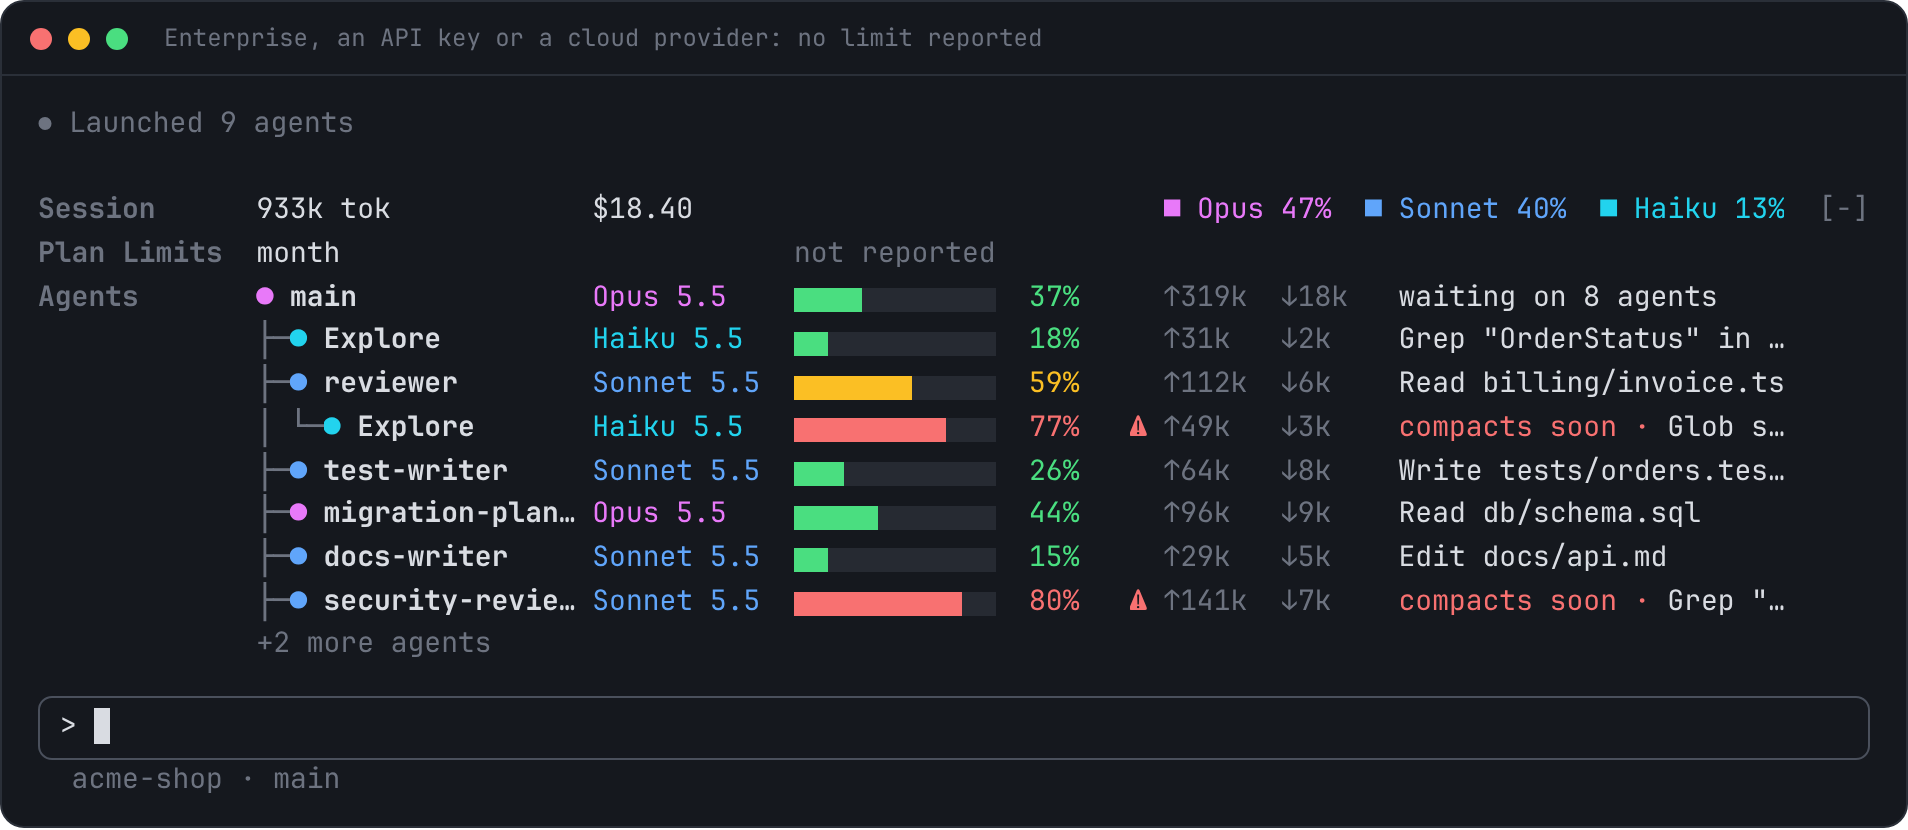 Enterprise, an API key or a cloud provider: no limit reported
● Launched 9 agents
Session 933k tok $18.40 ■ Opus 47% ■ Sonnet 40% ■ Haiku 13% [-]
Plan Limits month not reported
Agents ● main Opus 5.5 37% ↑319k ↓18k waiting on 8 agents
├─● Explore Haiku 5.5 18% ↑31k ↓2k Grep "OrderStatus" in …
├─● reviewer Sonnet 5.5 59% ↑112k ↓6k Read billing/invoice.ts
│ └─● Explore Haiku 5.5 77% ⚠ ↑49k ↓3k compacts soon · Glob s…
├─● test-writer Sonnet 5.5 26% ↑64k ↓8k Write tests/orders.tes…
├─● migration-plan… Opus 5.5 44% ↑96k ↓9k Read db/schema.sql
├─● docs-writer Sonnet 5.5 15% ↑29k ↓5k Edit docs/api.md
├─● security-revie… Sonnet 5.5 80% ⚠ ↑141k ↓7k compacts soon · Grep "…
+2 more agents
>
acme-shop · main